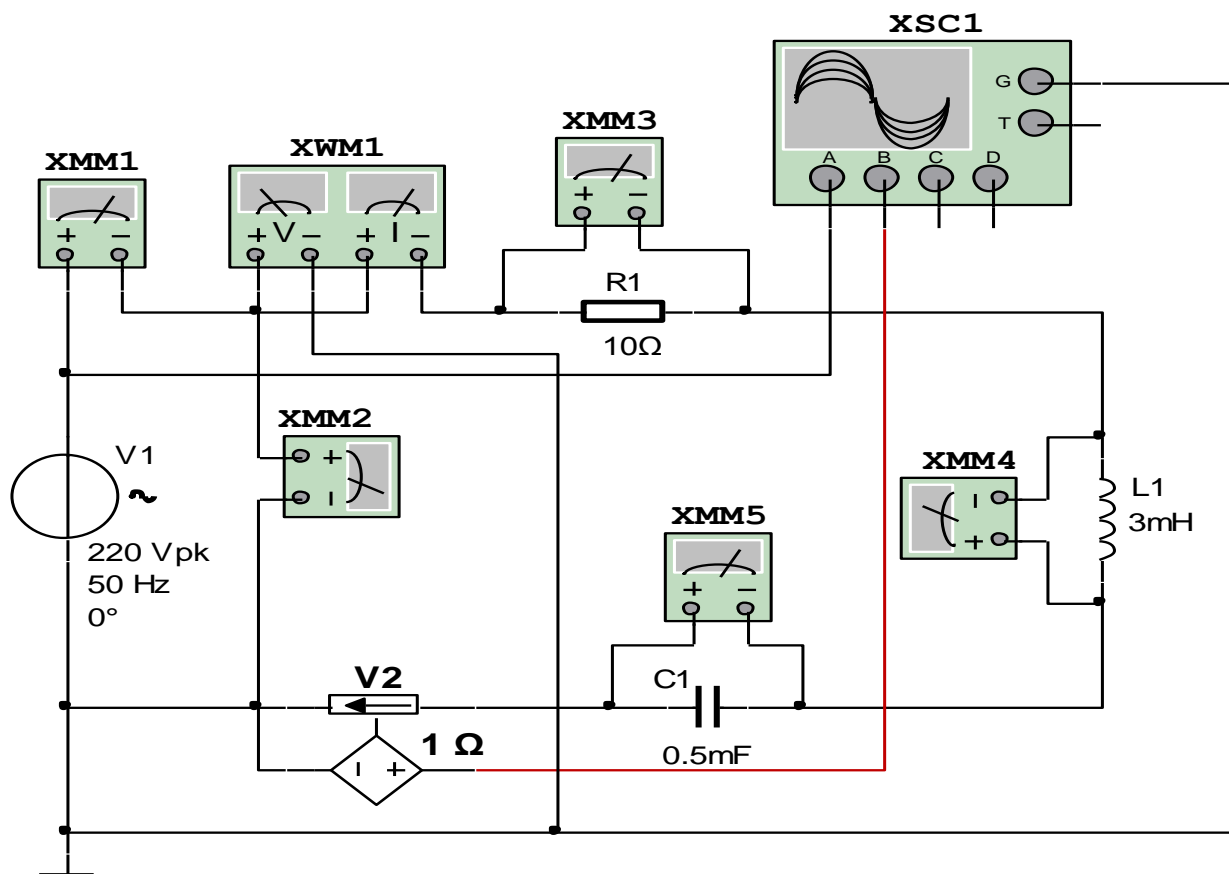 XSC1
G
T
A B C D
XMM3
+ −
XMM1
+ −
XWM1
+ V − + I −
R1
10Ω
XMM2
+
−
V1
220 Vpk
50 Hz
0°
XMM4
−
+
L1
3mH
XMM5
+ −
V2
C1
1 Ω
0.5mF
− +